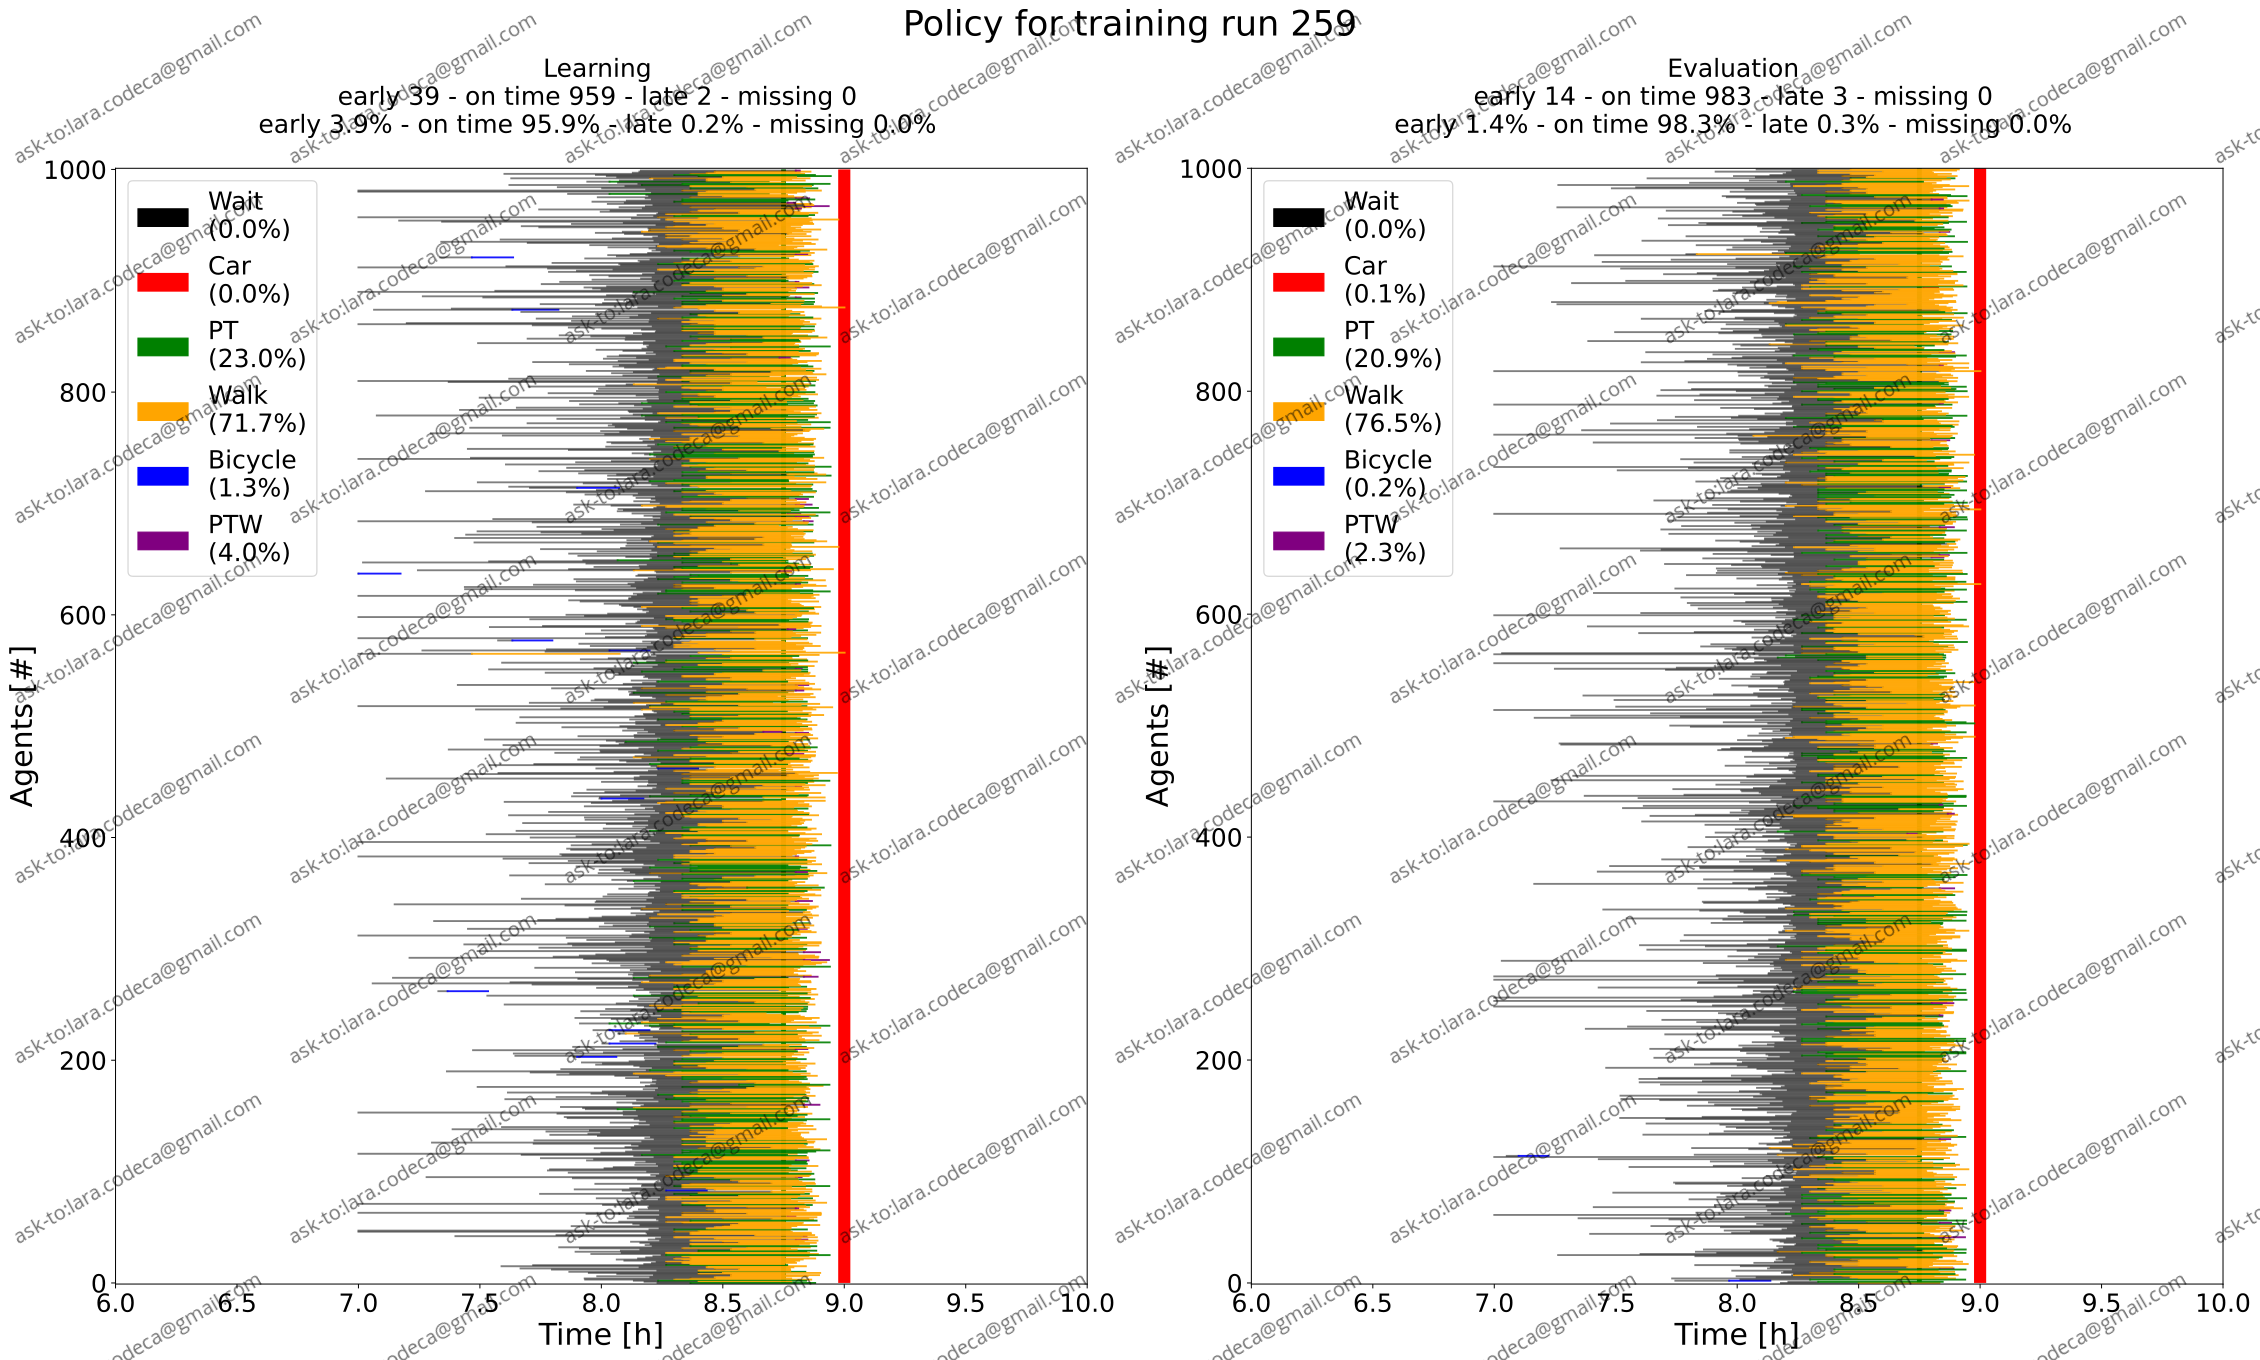 Policy for training run 259
Learning
early 39 - on time 959 - late 2 - missing 0
early 3.9% - on time 95.9% - late 0.2% - missing 0.0%
Wait
(0.0%)
Car
(0.0%)
PT
(23.0%)
Walk
(71.7%)
Bicycle
(1.3%)
PTW
(4.0%)
1000
800
600
400
200
0
Agents [#]
6.0 6.5 7.0 7.5 8.0 8.5 9.0 9.5 10.0
Time [h]
Evaluation
early 14 - on time 983 - late 3 - missing 0
early 1.4% - on time 98.3% - late 0.3% - missing 0.0%
Wait
(0.0%)
Car
(0.1%)
PT
(20.9%)
Walk
(76.5%)
Bicycle
(0.2%)
PTW
(2.3%)
1000
800
600
400
200
0
Agents [#]
6.0 6.5 7.0 7.5 8.0 8.5 9.0 9.5 10.0
Time [h]
ask-to:lara.codeca@gmail.com